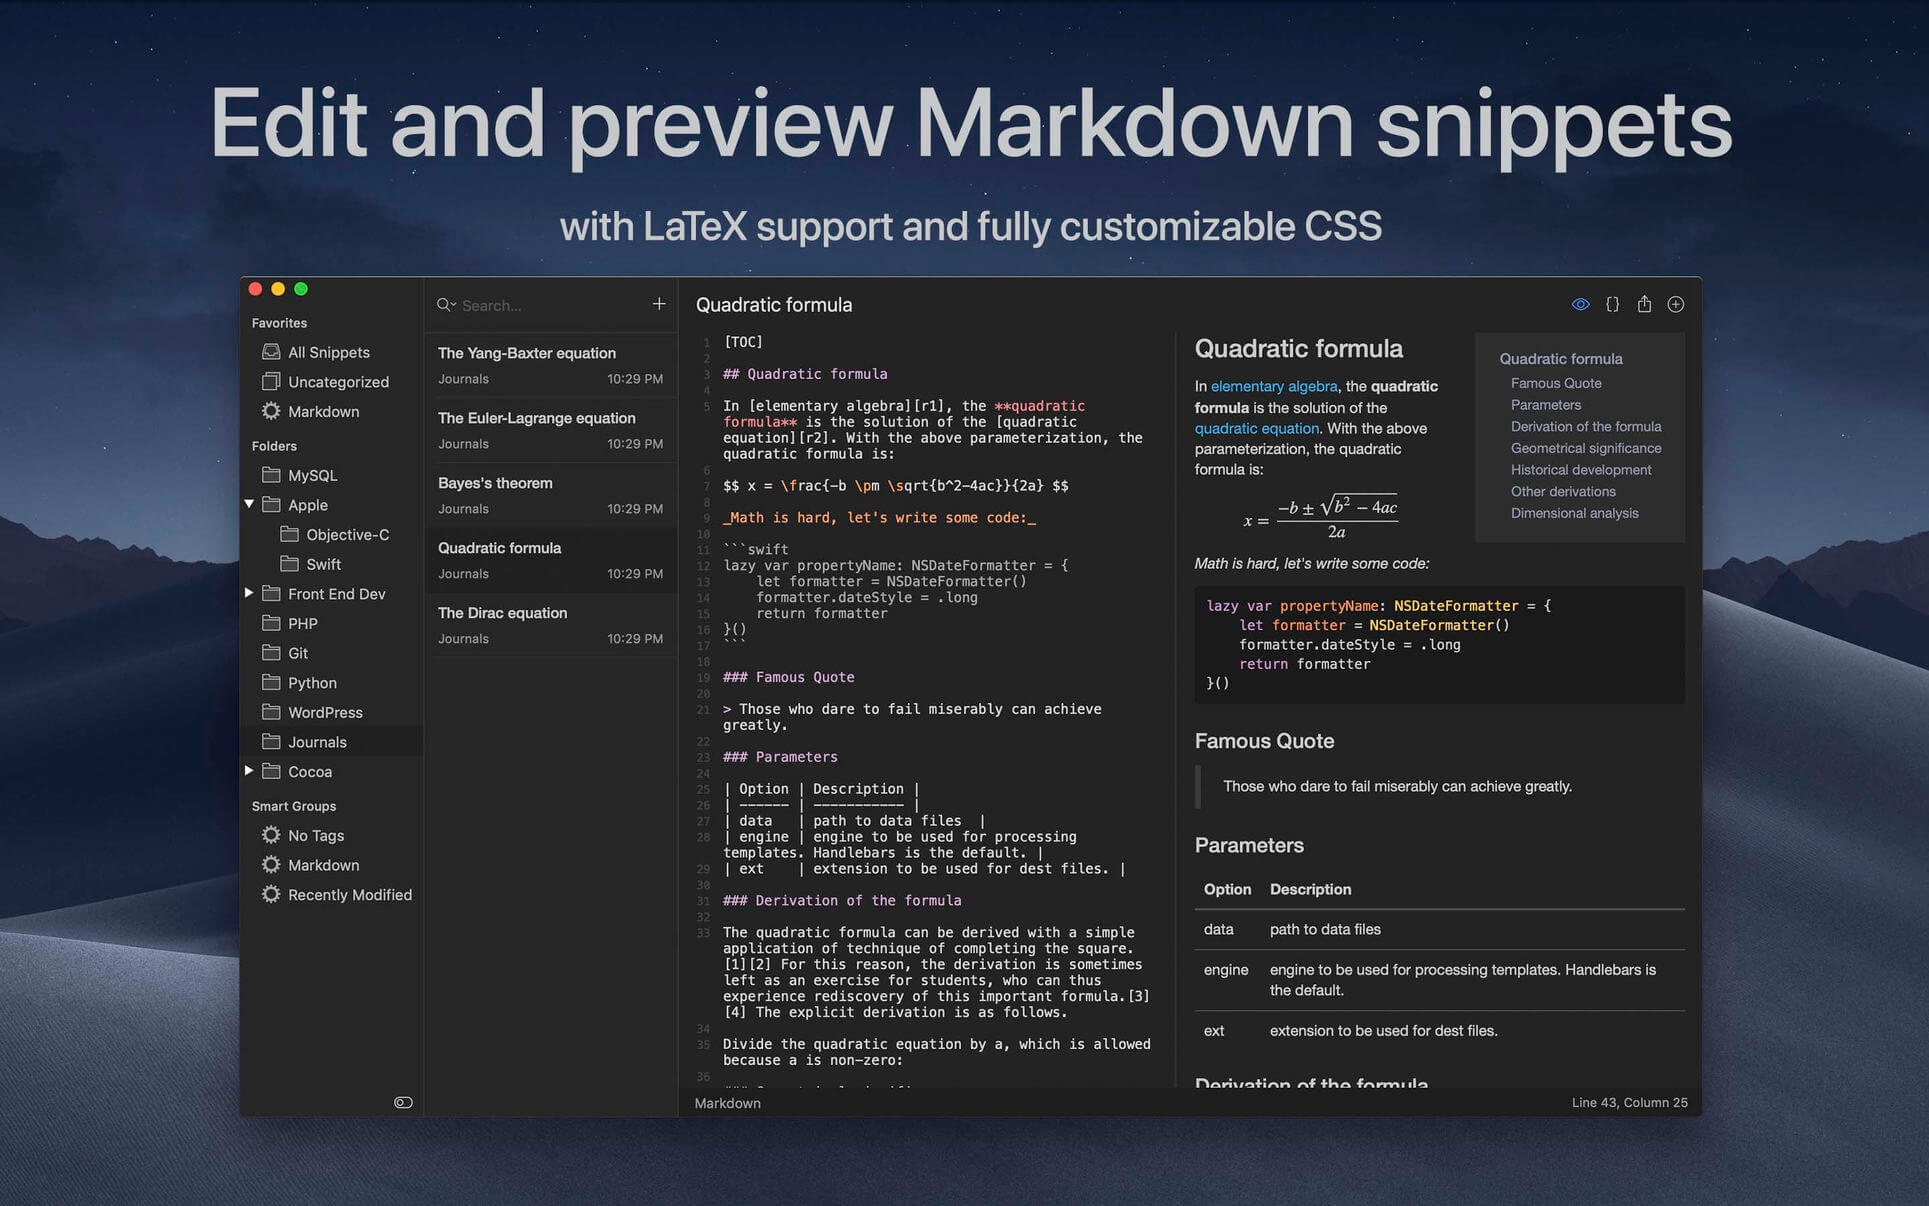 Edit and preview Markdown snippets
with LaTeX support and fully customizable CSS
Favorites
All Snippets
Uncategorized
Markdown
Folders
MySQL
Apple
Objective-C
Swift
Front End Dev
PHP
Git
Python
WordPress
Journals
Cocoa
Smart Groups
No Tags
Markdown
Recently Modified
Search...
The Yang-Baxter equation
Journals 10:29 PM
The Euler-Lagrange equation
Journals 10:29 PM
Bayes's theorem
Journals 10:29 PM
Quadratic formula
Journals 10:29 PM
The Dirac equation
Journals 10:29 PM
Quadratic formula
1 [TOC]
2
3 ## Quadratic formula
4
5 In [elementary algebra][r1], the **quadratic
formula** is the solution of the [quadratic
equation][r2]. With the above parameterization, the
quadratic formula is:
6
7 $$ x = \frac{-b \pm \sqrt{b^2-4ac}}{2a} $$
8
9 _Math is hard, let's write some code:_
10
11 ```swift
12 lazy var propertyName: NSDateFormatter = {
13     let formatter = NSDateFormatter()
14     formatter.dateStyle = .long
15     return formatter
16 }()
17 ```
18
19 ### Famous Quote
20
21 > Those who dare to fail miserably can achieve
greatly.
22
23 ### Parameters
24
25 | Option | Description |
26 | ------ | ----------- |
27 | data   | path to data files  |
28 | engine | engine to be used for processing
templates. Handlebars is the default. |
29 | ext    | extension to be used for dest files. |
30
31 ### Derivation of the formula
32
33 The quadratic formula can be derived with a simple
application of technique of completing the square.
[1][2] For this reason, the derivation is sometimes
left as an exercise for students, who can thus
experience rediscovery of this important formula.[3]
[4] The explicit derivation is as follows.
34
35 Divide the quadratic equation by a, which is allowed
because a is non-zero:
36
Markdown
Quadratic formula
In elementary algebra, the quadratic
formula is the solution of the
quadratic equation. With the above
parameterization, the quadratic
formula is:
x = −b ± √b² − 4ac
2a
Math is hard, let's write some code:
lazy var propertyName: NSDateFormatter = {
    let formatter = NSDateFormatter()
    formatter.dateStyle = .long
    return formatter
}()
Famous Quote
Those who dare to fail miserably can achieve greatly.
Parameters
Option Description
data path to data files
engine engine to be used for processing templates. Handlebars is
the default.
ext extension to be used for dest files.
Derivation of the formula
Quadratic formula
Famous Quote
Parameters
Derivation of the formula
Geometrical significance
Historical development
Other derivations
Dimensional analysis
Line 43, Column 25